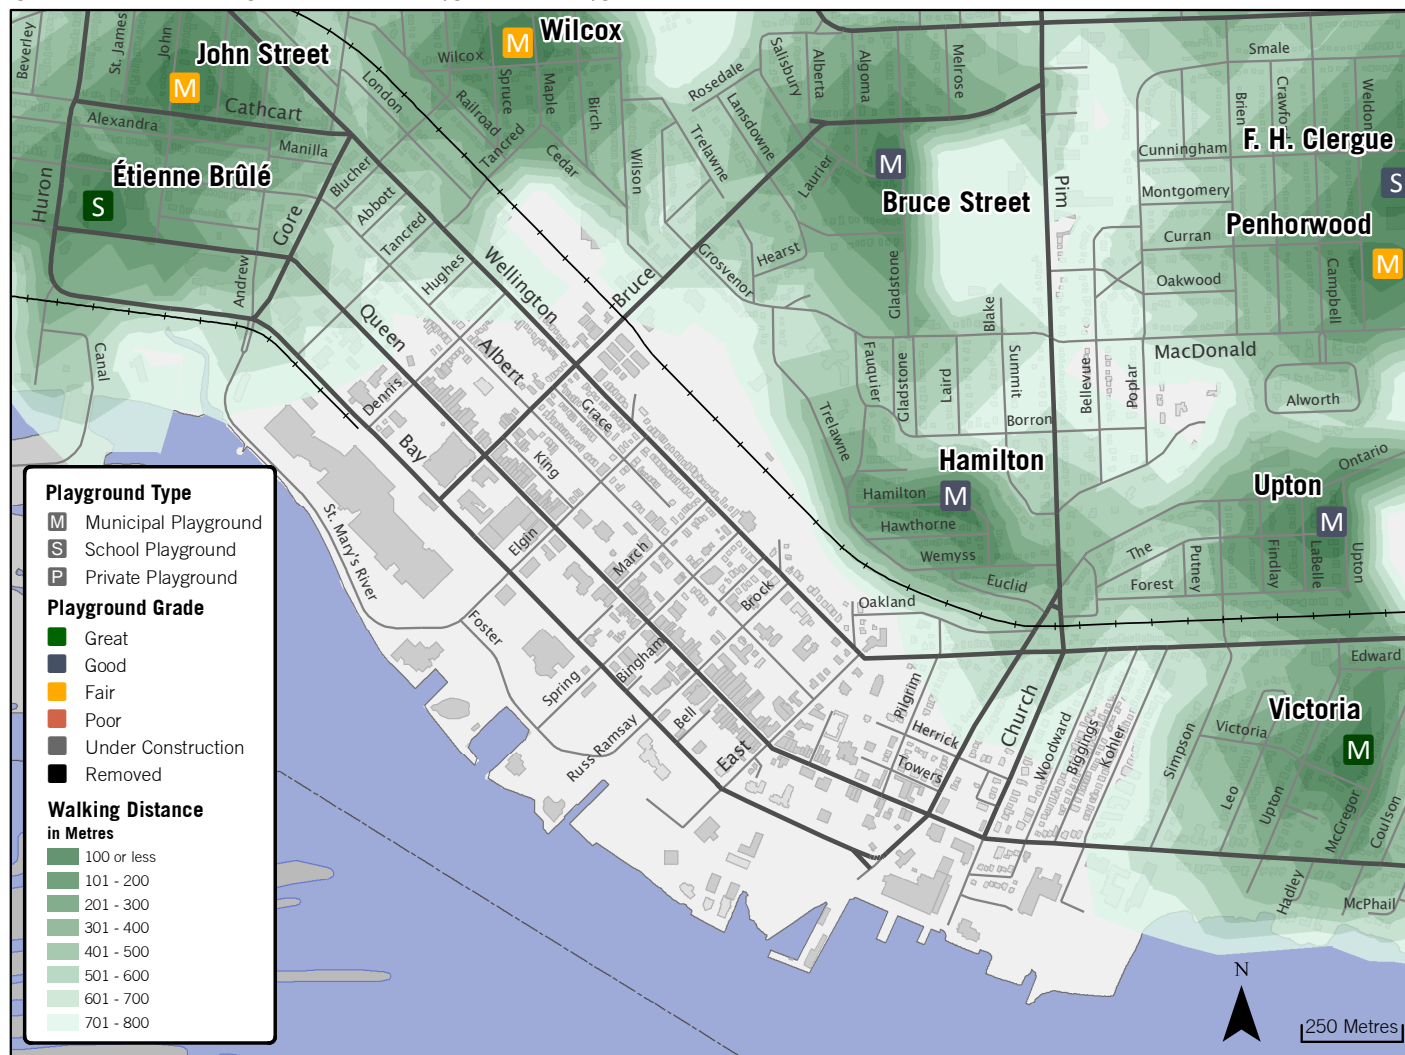 Beverley
St. James
John
John Street
M
Cathcart
Alexandra
Manilla
Étienne Brûlé
S
Huron
Gore
Andrew
Canal
London
Blucher
Abbott
Tancred
Hughes
Wilcox
M
Wilcox
Railroad
Spruce
Tancred
Maple
Birch
Cedar
Wilson
Rosedale
Salisbury
Lansdowne
Trelawne
Alberta
Algoma
Melrose
Laurier
M
Bruce Street
Grosvenor
Hearst
Gladstone
Bruce
Wellington
Queen
Albert
Dennis
Bay
Grace
King
Elgin
March
Brock
Bingham
Bell
East
Spring
Foster
Russ Ramsay
St. Mary's River
Pim
Smale
Brien
Weldon
F. H. Clergue
S
Cunningham
Montgomery
Penhorwood
M
Curran
Oakwood
Campbell
MacDonald
Alworth
Blake
Fauquier
Gladstone
Laird
Summit
Borron
Bellevue
Poplar
Trelawne
Hamilton
Hamilton
M
Hawthorne
Wemyss
Euclid
Oakland
Ontario
Upton
M
The
Forest
Putney
Findlay
LaBelle
Upton
Edward
Victoria
M
Victoria
Simpson
Leo
Upton
McGregor
Coulson
Hadley
McPhail
Pilgrim
Herrick
Towers
Church
Woodward
Biggings
Kohler
Playground Type
M Municipal Playground
S School Playground
P Private Playground
Playground Grade
Great
Good
Fair
Poor
Under Construction
Removed
Walking Distance
in Metres
100 or less
101 - 200
201 - 300
301 - 400
401 - 500
501 - 600
601 - 700
701 - 800
N
250 Metres